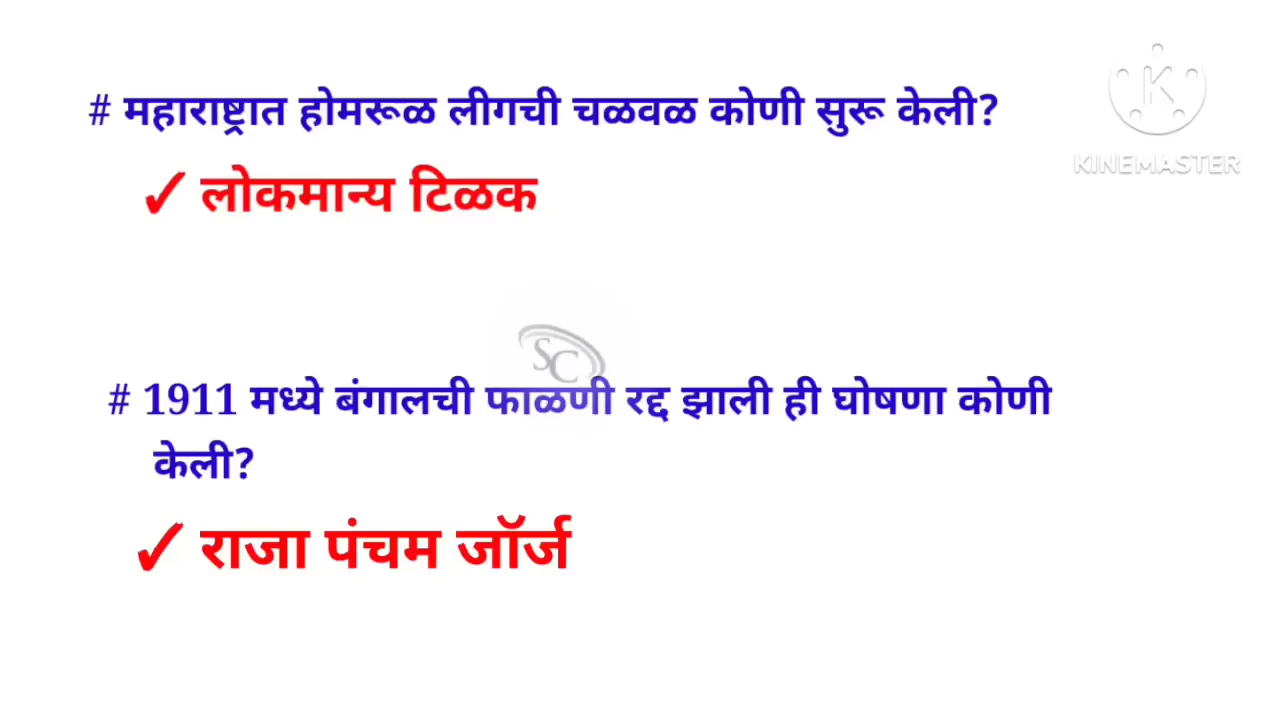 # महाराष्ट्रात होमरूळ लीगची चळवळ कोणी सुरू केली?
✓ लोकमान्य टिळक
# 1911 मध्ये बंगालची फाळणी रद्द झाली ही घोषणा कोणी
केली?
✓ राजा पंचम जॉर्ज
K
KINEMASTER
SC